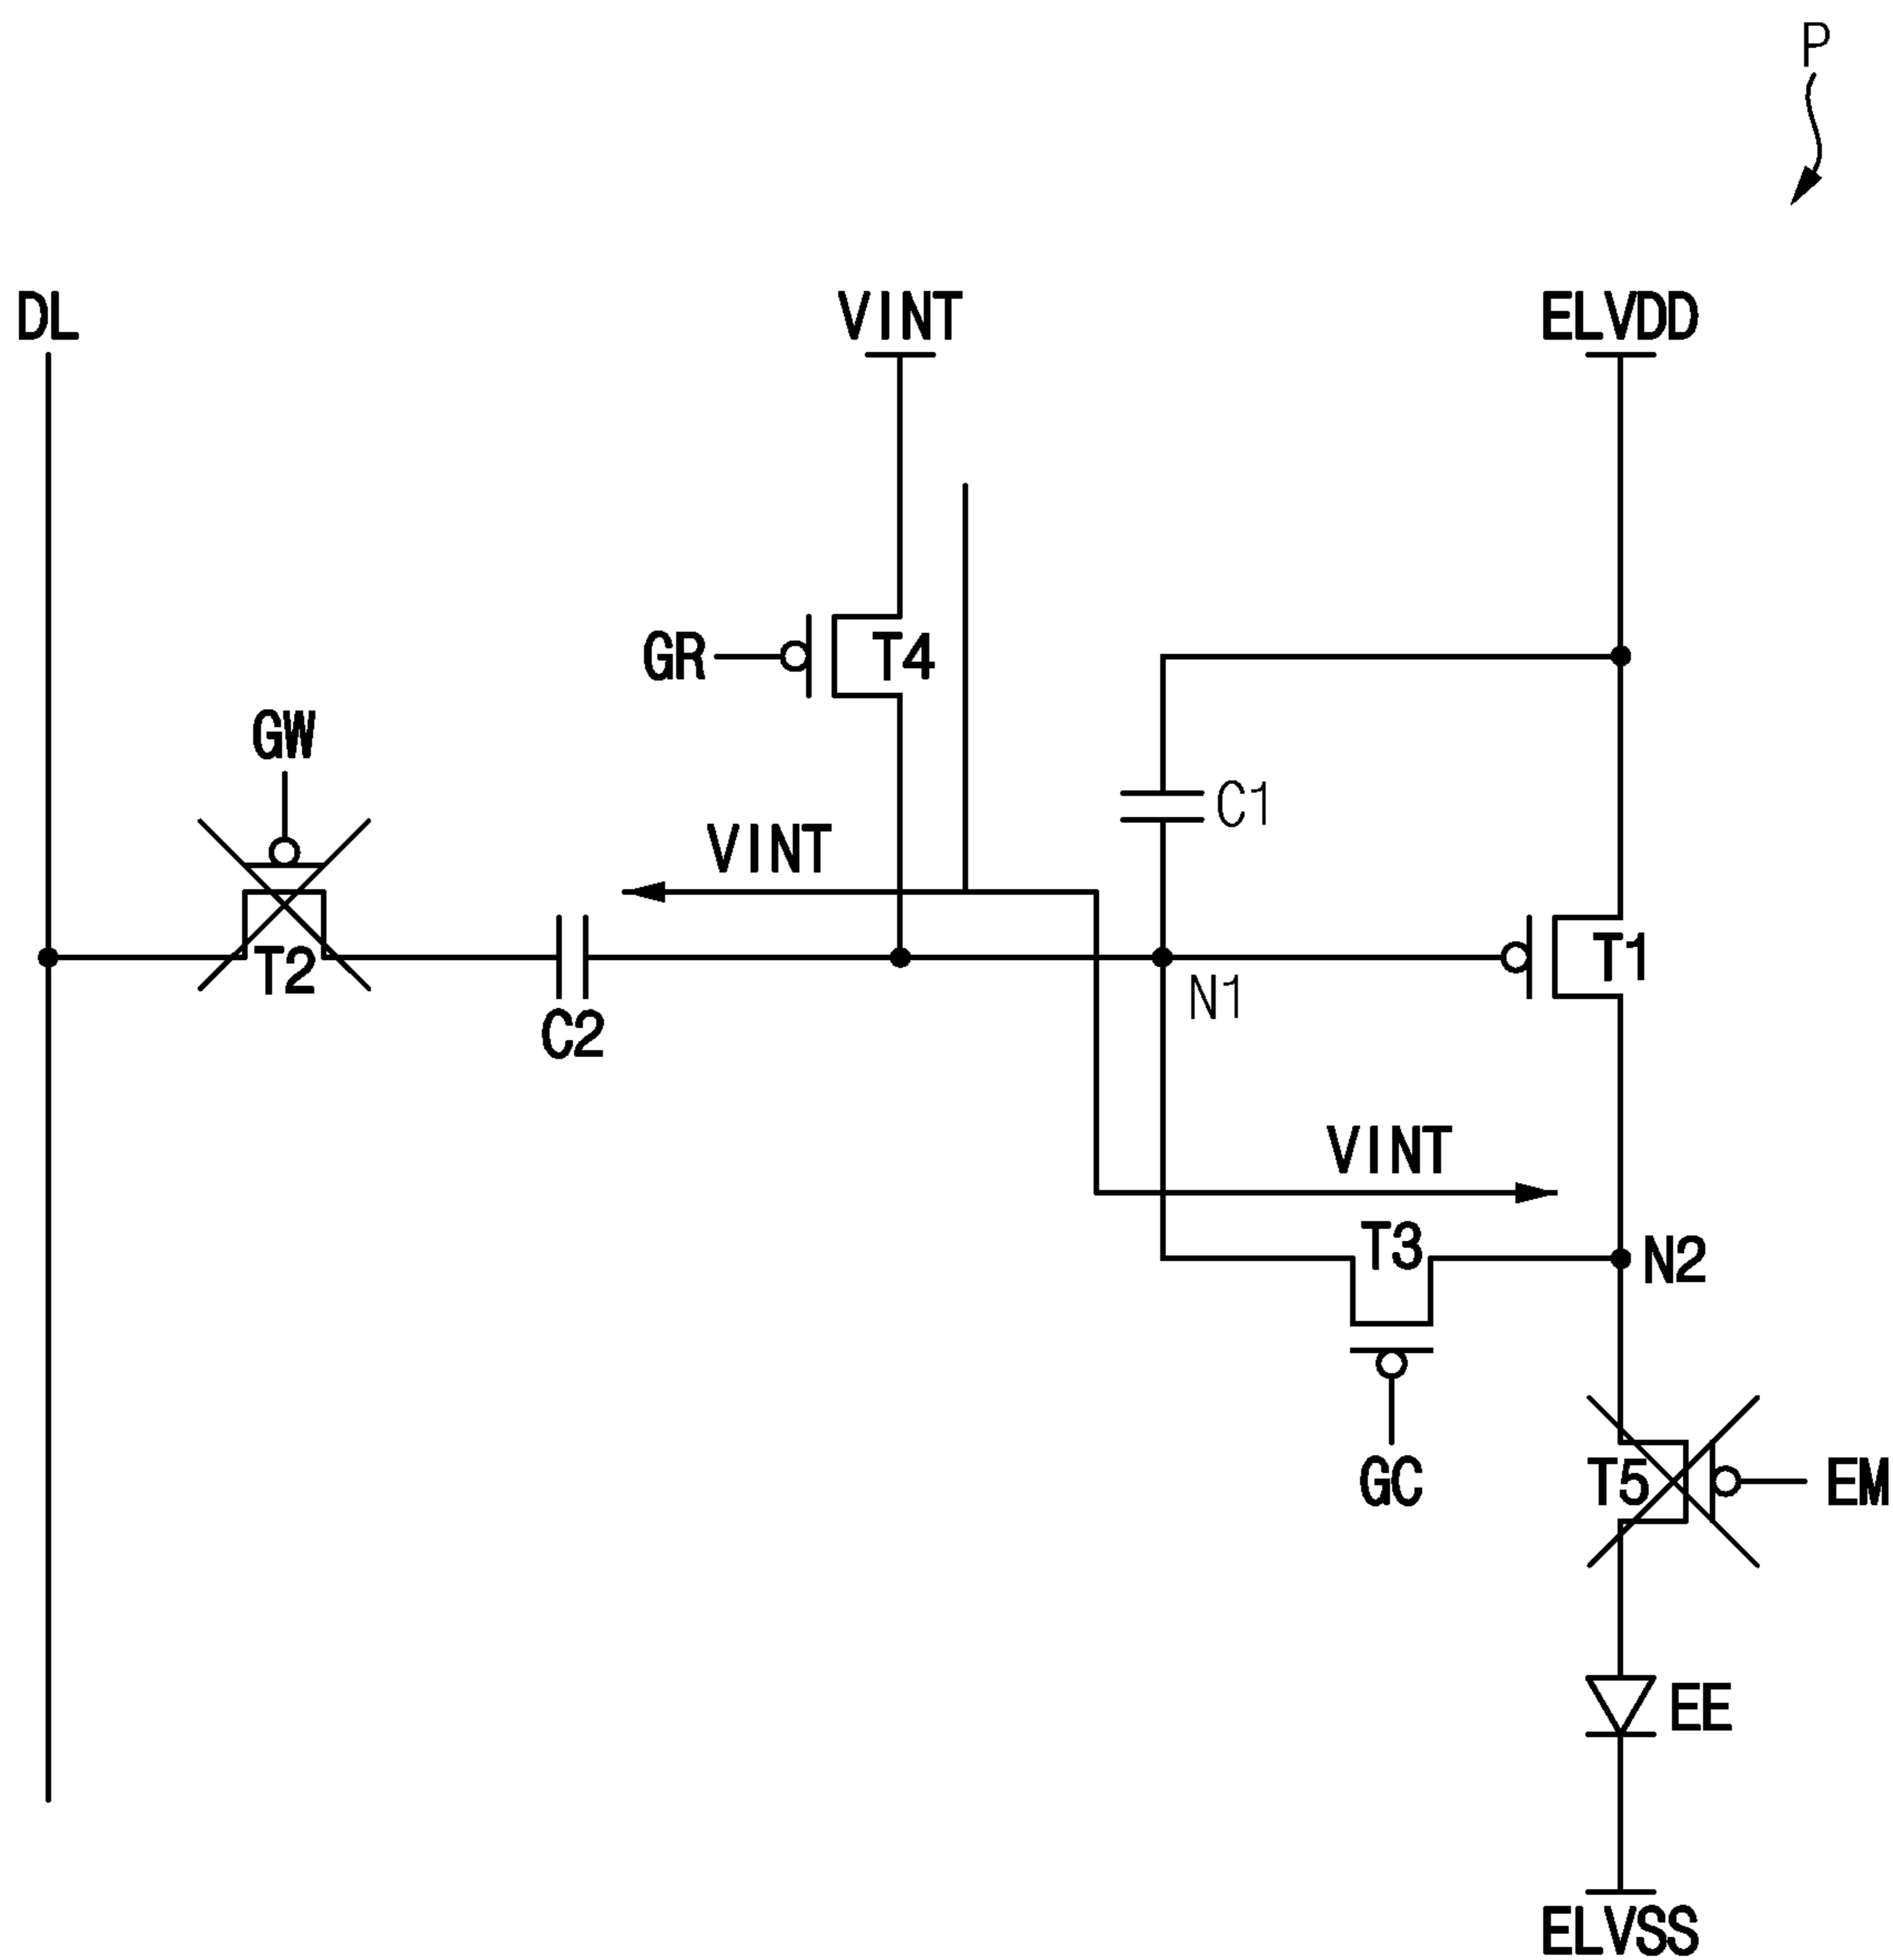 P
DL
VINT
ELVDD
GR
T4
GW
C1
VINT
T2
T1
N1
C2
VINT
T3
N2
GC
T5
EM
EE
ELVSS